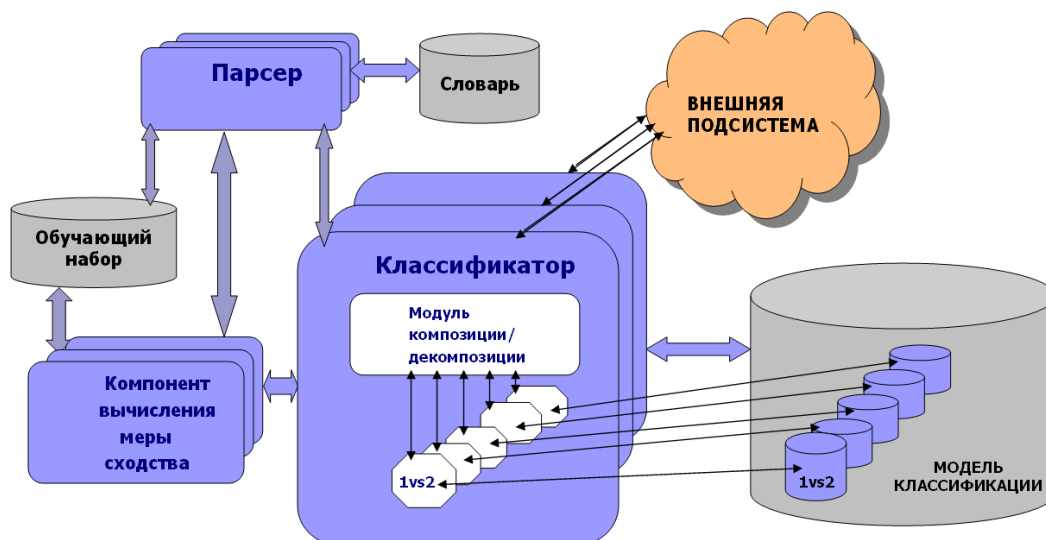 Парсер
Словарь
ВНЕШНЯЯ
ПОДСИСТЕМА
Обучающий
набор
Классификатор
Модуль
композиции/
декомпозиции
Компонент
вычисления
меры
сходства
1vs2
1vs2
МОДЕЛЬ
КЛАССИФИКАЦИИ